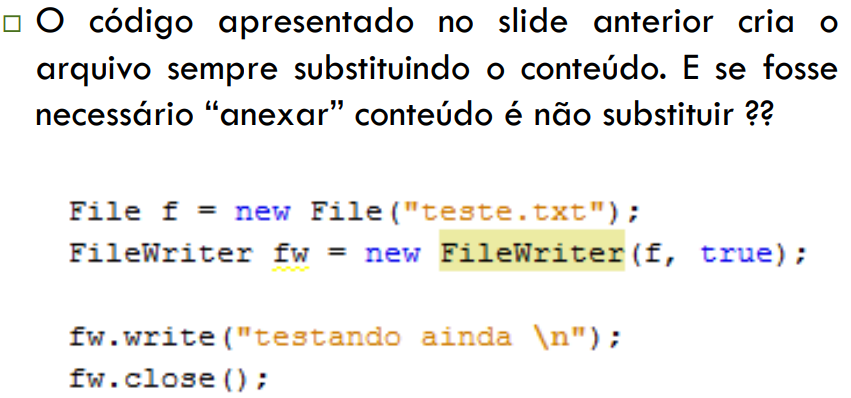 O código apresentado no slide anterior cria o
arquivo sempre substituindo o conteúdo. E se fosse
necessário “anexar” conteúdo é não substituir ??
File f = new File("teste.txt");
FileWriter fw = new FileWriter(f, true);
fw.write("testando ainda \n");
fw.close();